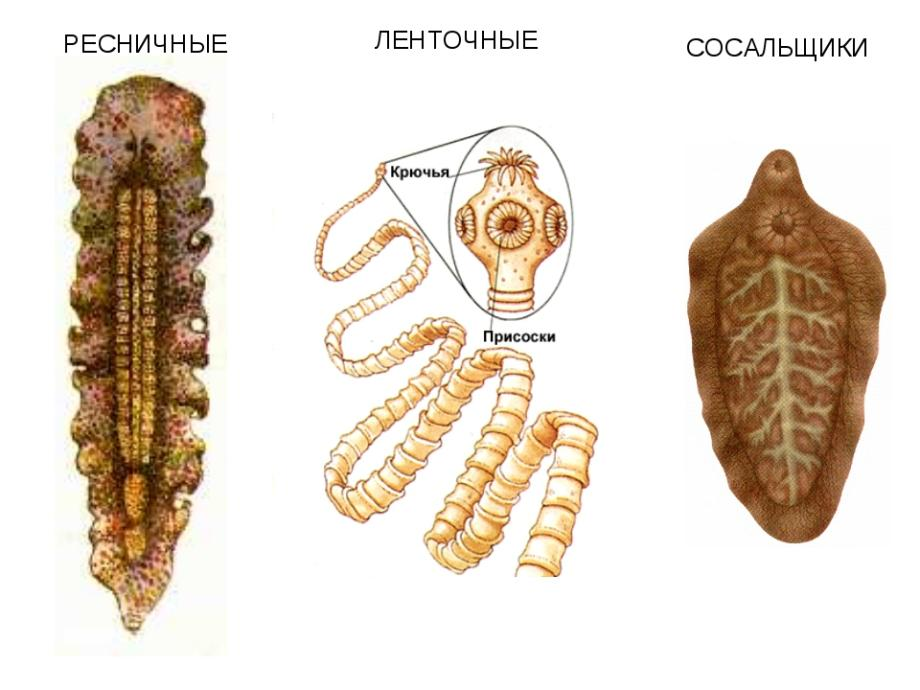 РЕСНИЧНЫЕ
ЛЕНТОЧНЫЕ
СОСАЛЬЩИКИ
Крючья
Присоски